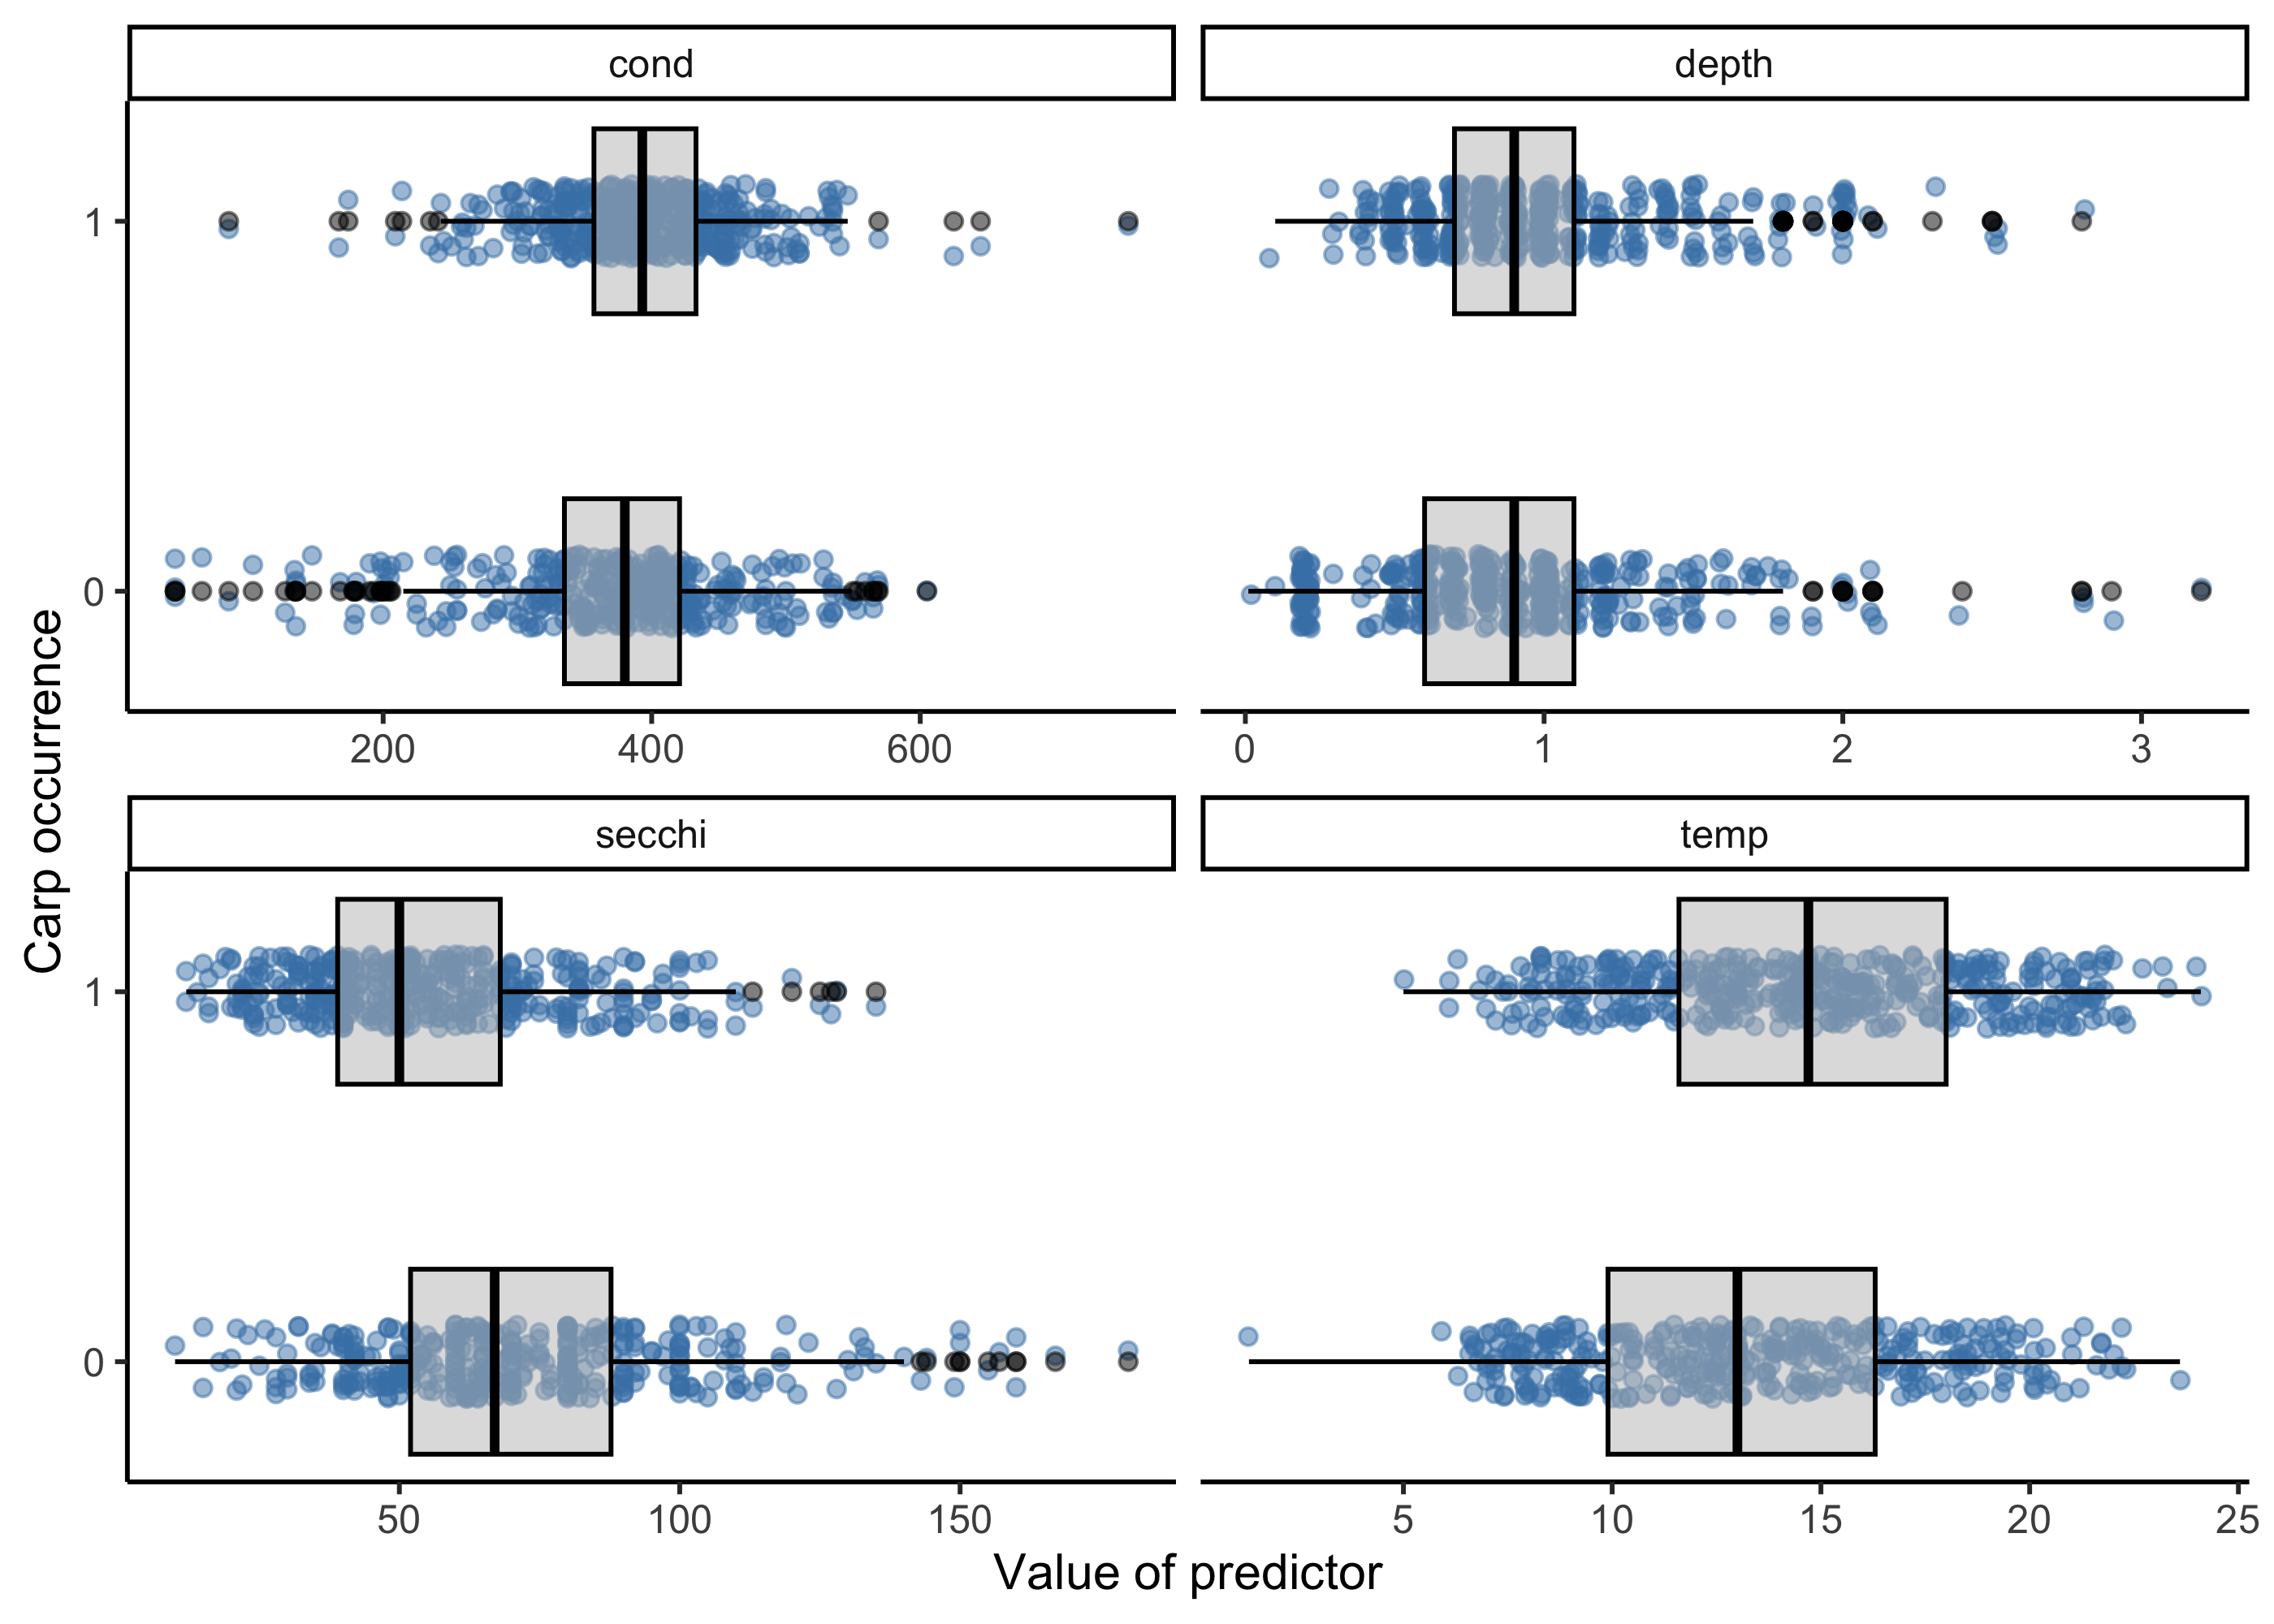 cond
depth
1
0
200 400 600
0 1 2 3
Carp occurrence
secchi
temp
1
0
50 100 150
5 10 15 20 25
Value of predictor